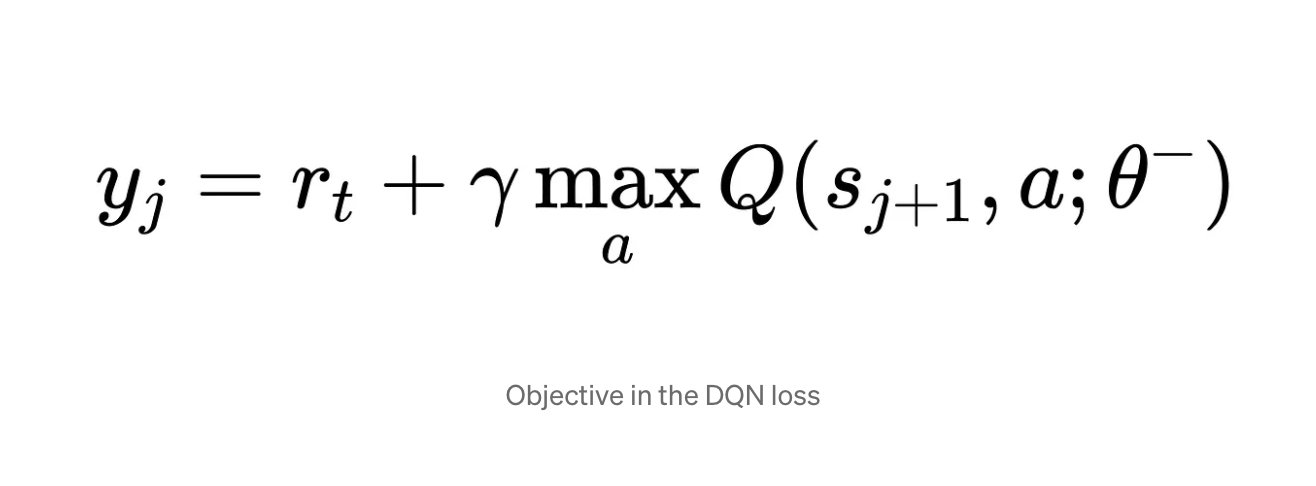 y_j = r_t + γ max_a Q(s_{j+1}, a; θ^−)
Objective in the DQN loss